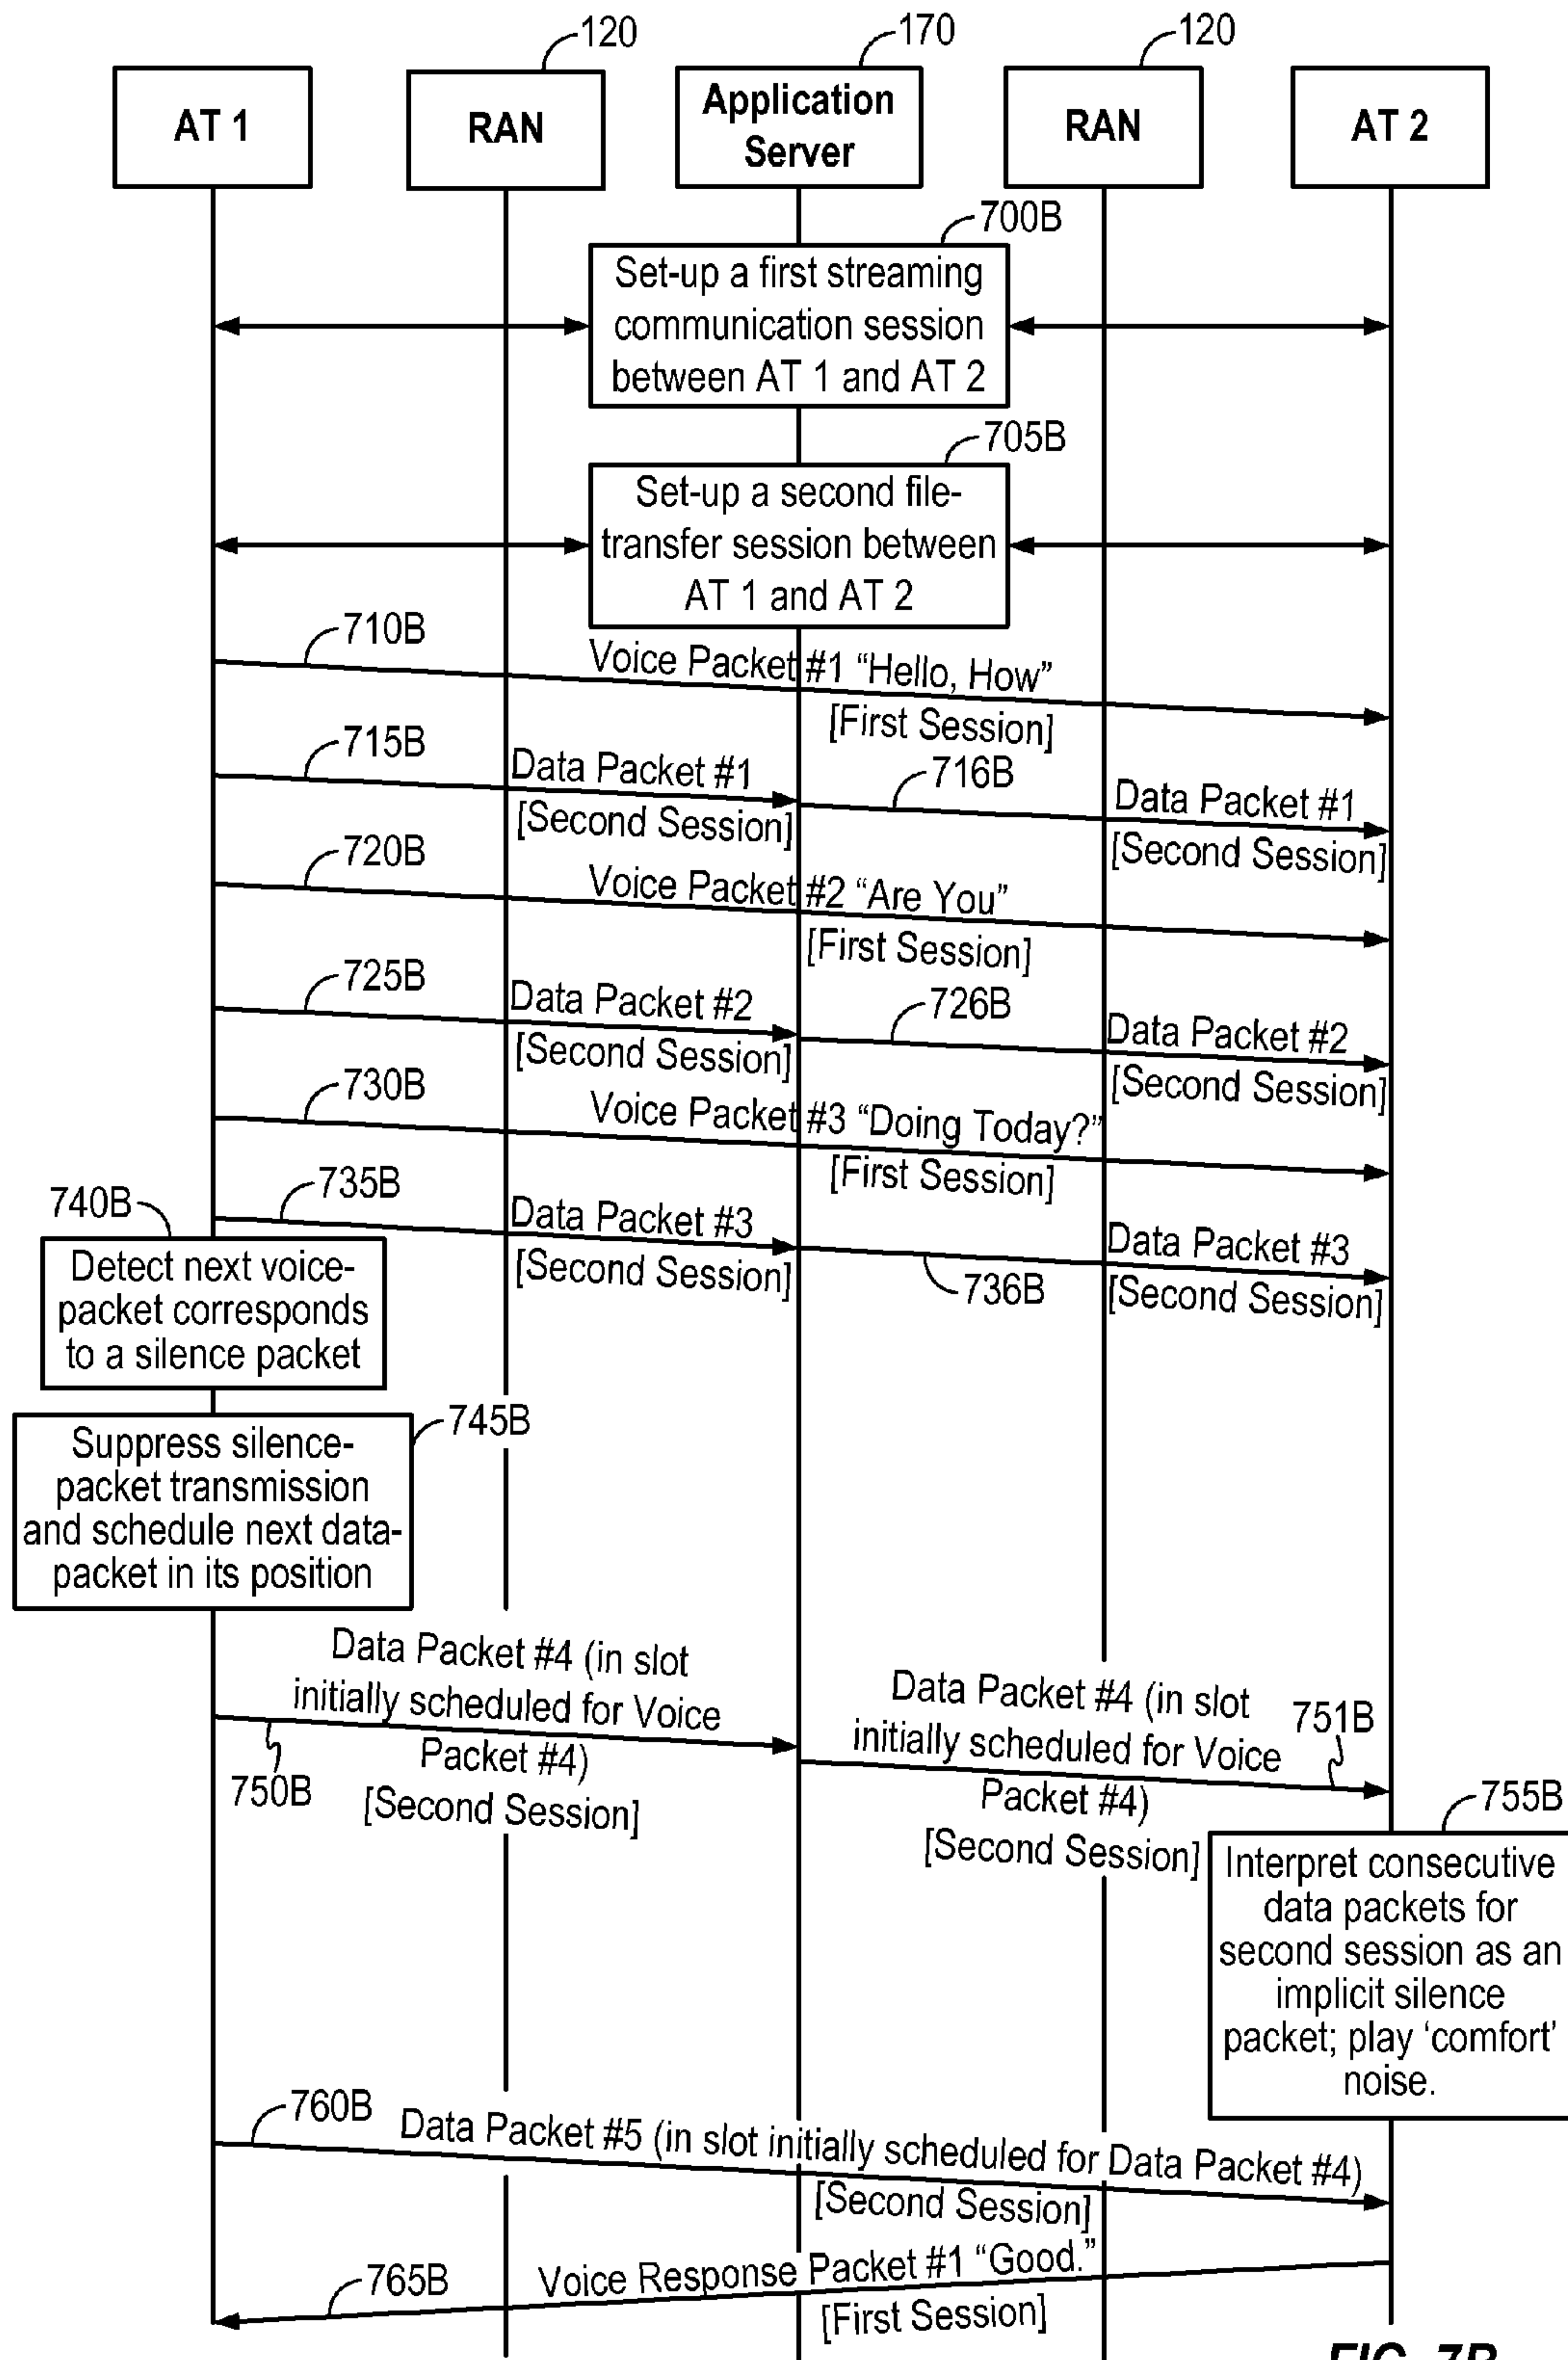 120
170
120
AT 1
RAN
Application
Server
RAN
AT 2
700B
Set-up a first streaming
communication session
between AT 1 and AT 2
705B
Set-up a second file-
transfer session between
AT 1 and AT 2
710B
Voice Packet #1 “Hello, How”
[First Session]
715B
Data Packet #1
[Second Session]
716B
Data Packet #1
[Second Session]
720B
Voice Packet #2 “Are You”
[First Session]
725B
Data Packet #2
[Second Session]
726B
Data Packet #2
[Second Session]
730B
Voice Packet #3 “Doing Today?”
[First Session]
735B
Data Packet #3
[Second Session]
736B
Data Packet #3
[Second Session]
740B
Detect next voice-
packet corresponds
to a silence packet
745B
Suppress silence-
packet transmission
and schedule next data-
packet in its position
Data Packet #4 (in slot
initially scheduled for Voice
Packet #4)
[Second Session]
750B
Data Packet #4 (in slot
initially scheduled for Voice
Packet #4)
[Second Session]
751B
755B
Interpret consecutive
data packets for
second session as an
implicit silence
packet; play ‘comfort’
noise.
760B
Data Packet #5 (in slot initially scheduled for Data Packet #4)
[Second Session]
765B
Voice Response Packet #1 “Good.”
[First Session]
FIG. 7B